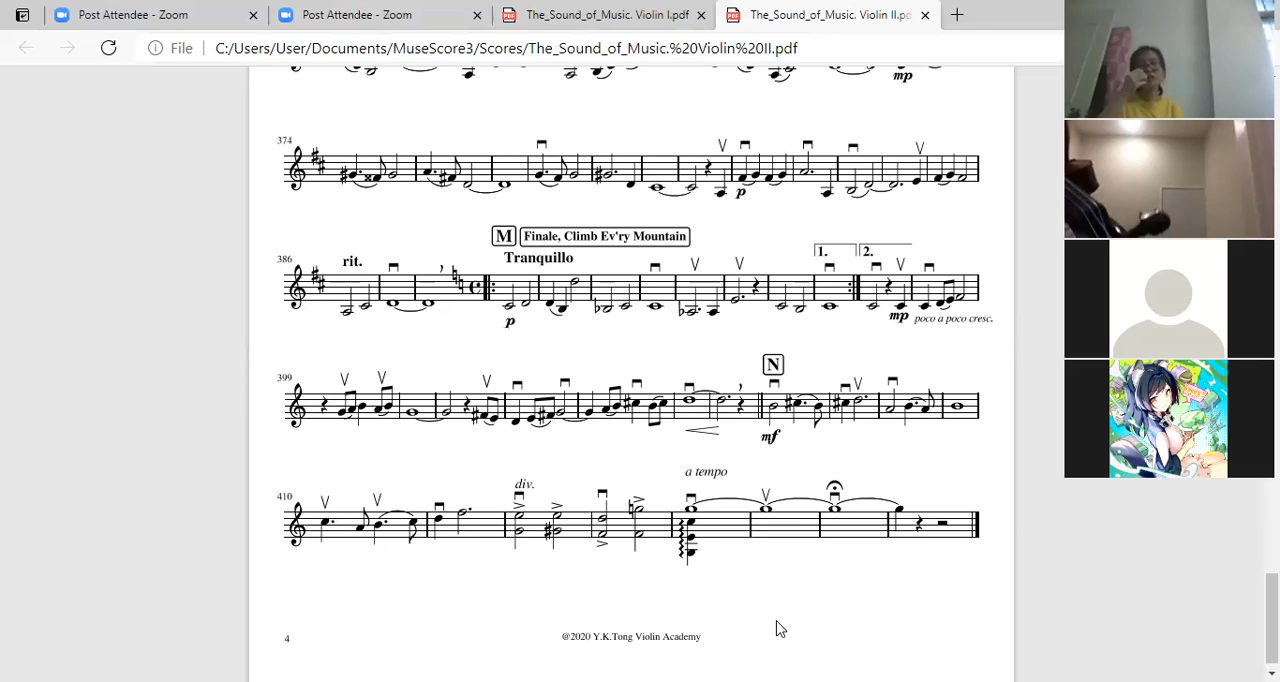 Post Attendee - Zoom
Post Attendee - Zoom
The_Sound_of_Music. Violin I.pdf
The_Sound_of_Music. Violin II.pd
File
C:/Users/User/Documents/MuseScore3/Scores/The_Sound_of_Music.%20Violin%20II.pdf
mp
374
p
M Finale, Climb Ev'ry Mountain
rit.
Tranquillo
1. 2.
386
p
mp poco a poco cresc.
N
399
mf
a tempo
div.
410
4
@2020 Y.K.Tong Violin Academy